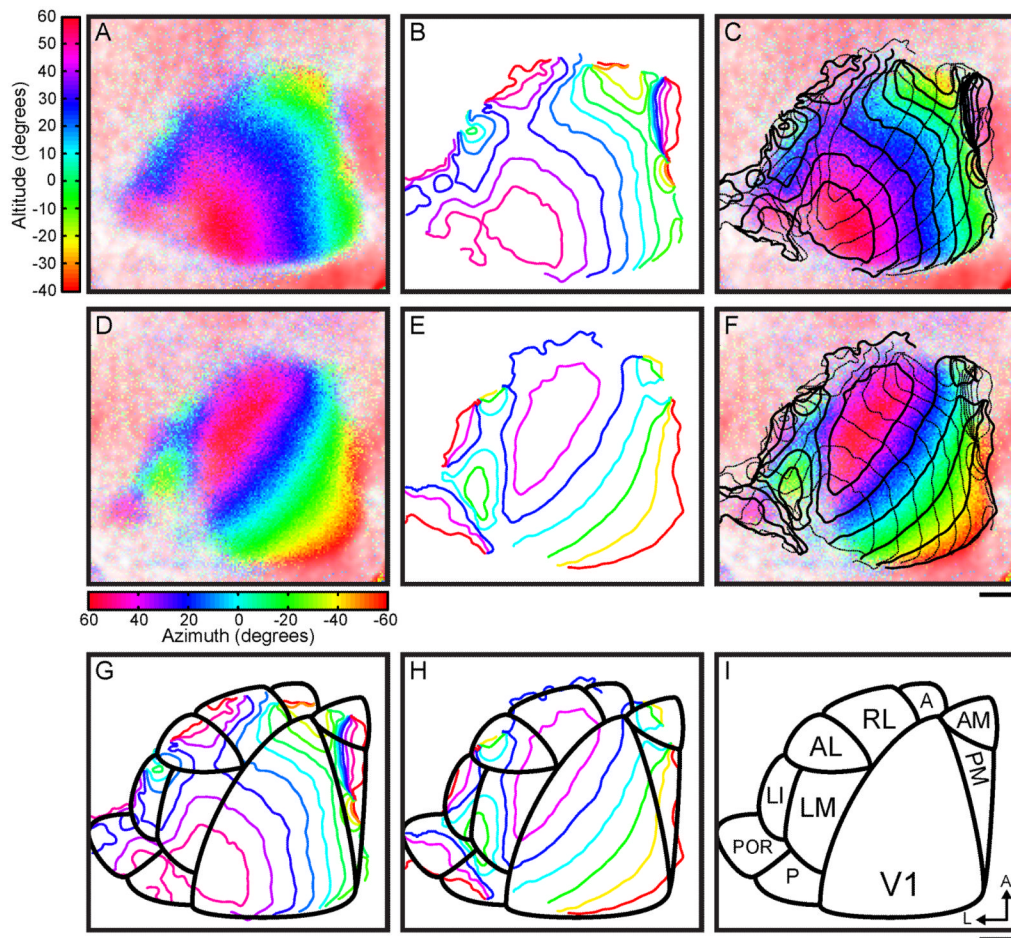 60
50
40
30
20
10
0
-10
-20
-30
-40
Altitude (degrees)
A
B
C
D
E
F
60 40 20 0 -20 -40 -60
Azimuth (degrees)
G
H
I
A
RL
AM
AL
PM
LI
LM
POR
P
V1
A
L